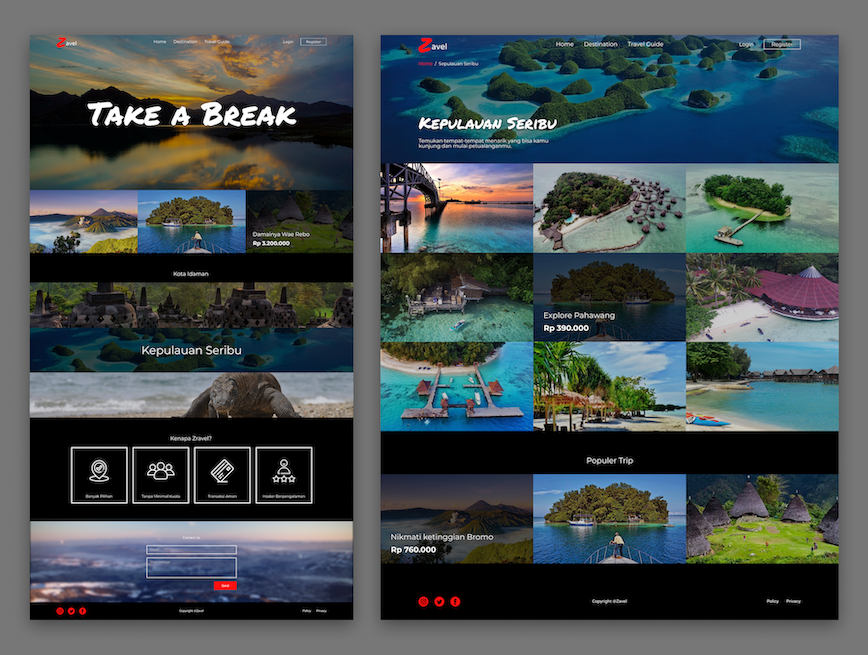 Zavel
Home Destination Travel Guide
Login Register
Take a Break
Damainya Wae Rebo
Rp 3.200.000
Kota Idaman
Kepulauan Seribu
Kenapa Zravel?
Banyak Pilihan
Tanpa Minimal Kuota
Transaksi Aman
Hoster Berpengalaman
Contact Us
Send
Copyright @Zavel
Policy Privacy
Zavel
Home Destination Travel Guide
Login Register
Home / Kepulauan Seribu
Kepulauan Seribu
Temukan tempat-tempat menarik yang bisa kamu
kunjung dan mulai petualanganmu.
Explore Pahawang
Rp 390.000
Populer Trip
Nikmati ketinggian Bromo
Rp 760.000
Copyright @Zavel
Policy Privacy